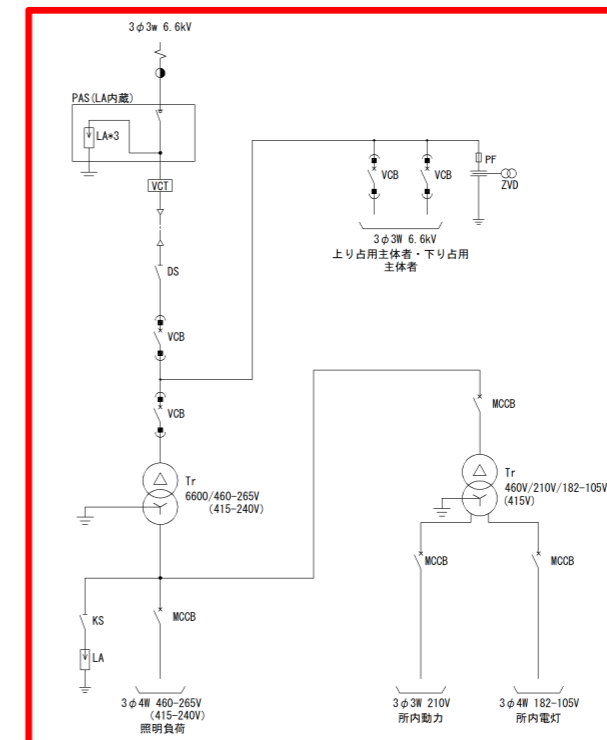 3φ3w 6.6kV
PAS(LA内蔵)
LA*3
VCT
DS
VCB
VCB
VCB
VCB
PF
ZVD
3φ3W 6.6kV
上り占用主体者・下り占用
主体者
Tr
6600/460-265V
(415-240V)
MCCB
Tr
460V/210V/182-105V
(415V)
KS
LA
MCCB
MCCB
MCCB
3φ4W 460-265V
(415-240V)
照明負荷
3φ3W 210V
所内動力
3φ4W 182-105V
所内電灯